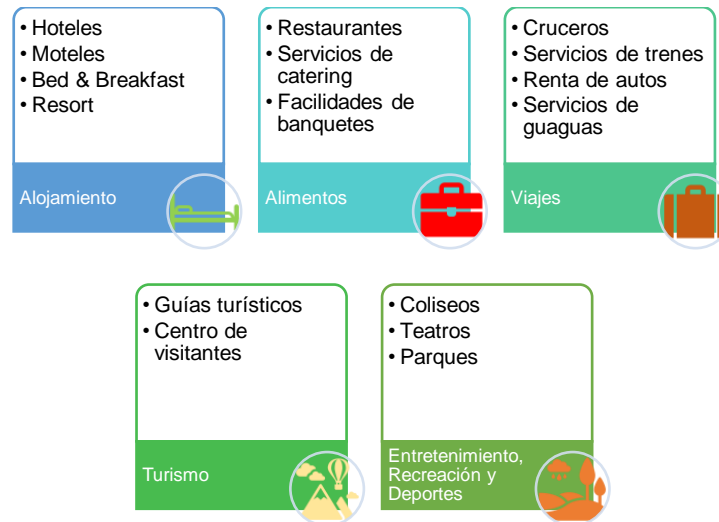 • Hoteles
• Moteles
• Bed & Breakfast
• Resort
Alojamiento
• Restaurantes
• Servicios de
catering
• Facilidades de
banquetes
Alimentos
• Cruceros
• Servicios de trenes
• Renta de autos
• Servicios de
guaguas
Viajes
• Guías turísticos
• Centro de
visitantes
Turismo
• Coliseos
• Teatros
• Parques
Entretenimiento,
Recreación y
Deportes